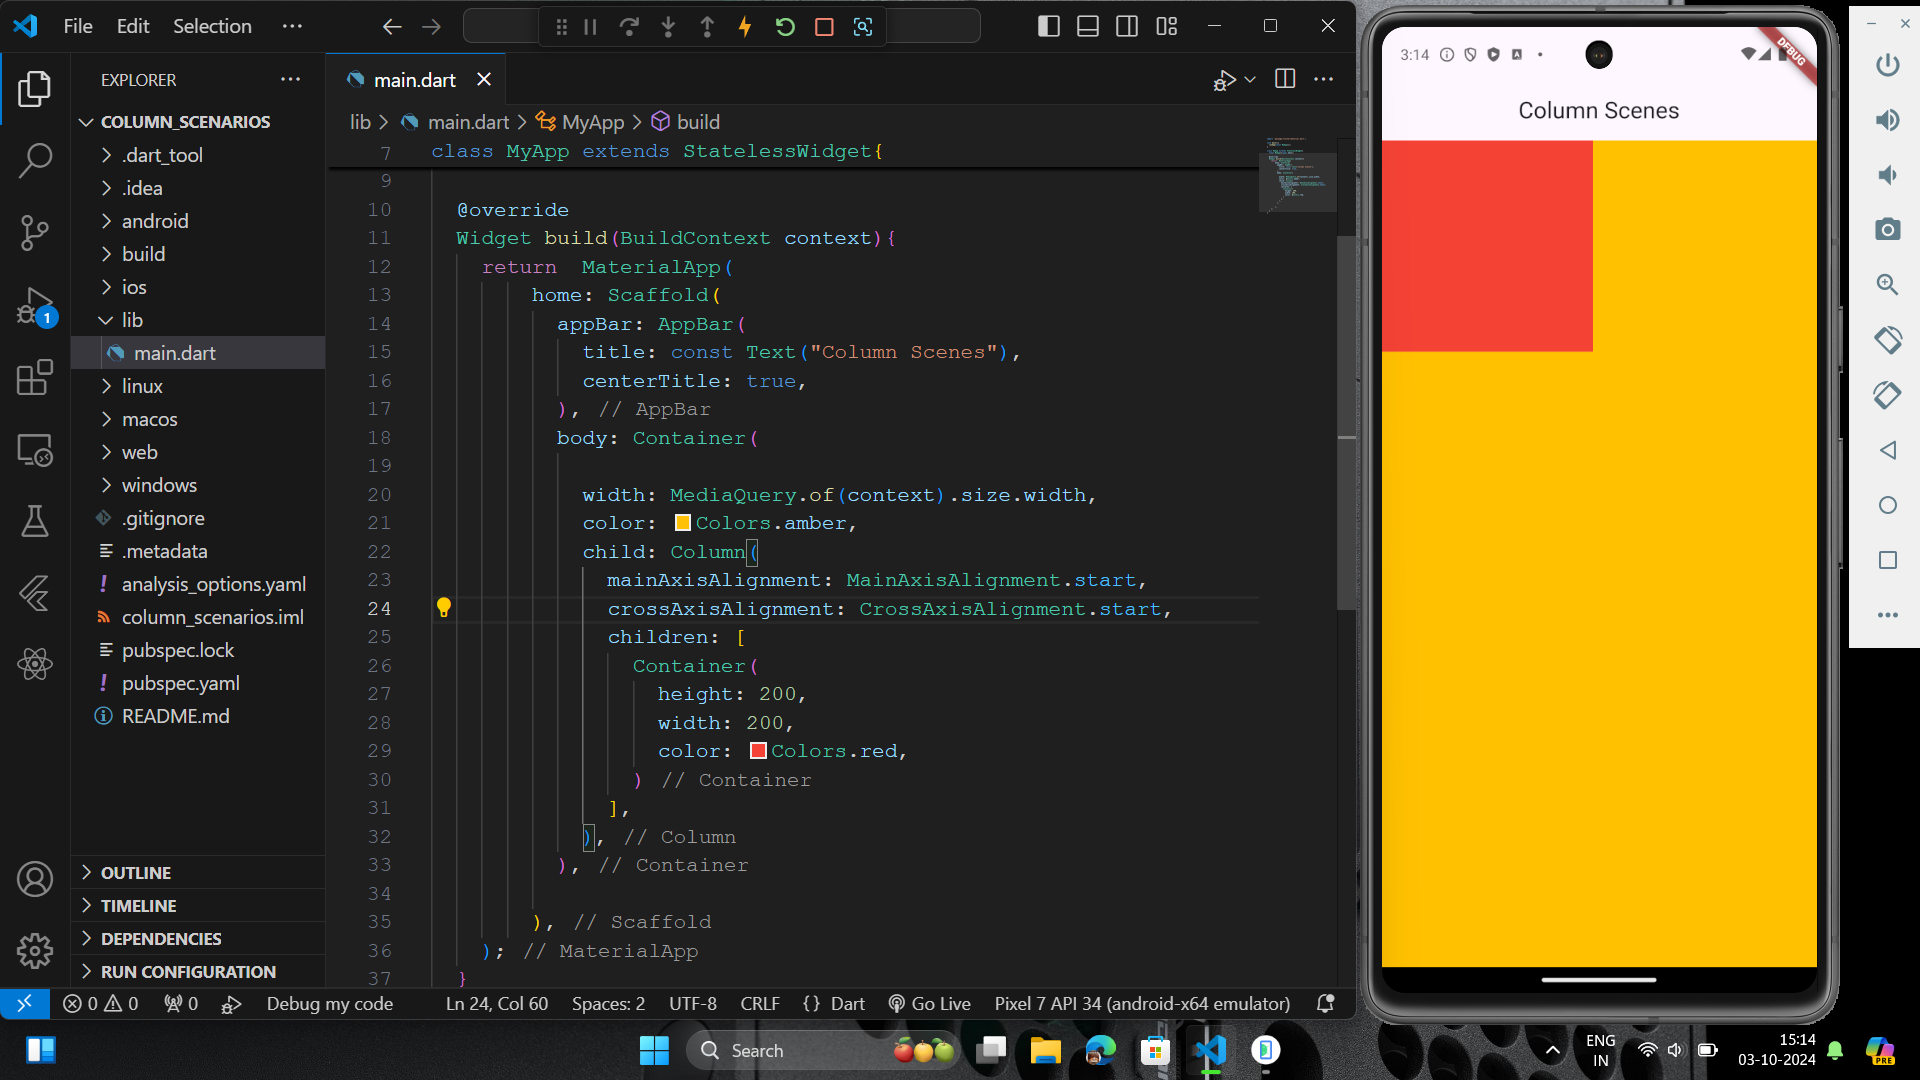 File Edit Selection ···
EXPLORER
COLUMN_SCENARIOS
.dart_tool
.idea
android
build
ios
lib
main.dart
linux
macos
web
windows
.gitignore
.metadata
! analysis_options.yaml
column_scenarios.iml
pubspec.lock
! pubspec.yaml
README.md
OUTLINE
TIMELINE
DEPENDENCIES
RUN CONFIGURATION
1
main.dart
lib > main.dart > MyApp > build
7 class MyApp extends StatelessWidget{
9
10 @override
11 Widget build(BuildContext context){
12 return  MaterialApp(
13 home: Scaffold(
14 appBar: AppBar(
15 title: const Text("Column Scenes"),
16 centerTitle: true,
17 ), // AppBar
18 body: Container(
19
20 width: MediaQuery.of(context).size.width,
21 color: Colors.amber,
22 child: Column(
23 mainAxisAlignment: MainAxisAlignment.start,
24 crossAxisAlignment: CrossAxisAlignment.start,
25 children: [
26 Container(
27 height: 200,
28 width: 200,
29 color: Colors.red,
30 ) // Container
31 ],
32 ), // Column
33 ), // Container
34
35 ), // Scaffold
36 ); // MaterialApp
37 }
0 0 0 Debug my code Ln 24, Col 60 Spaces: 2 UTF-8 CRLF {} Dart Go Live Pixel 7 API 34 (android-x64 emulator)
3:14
DEBUG
Column Scenes
Search
ENG
IN
15:14
03-10-2024
PRE